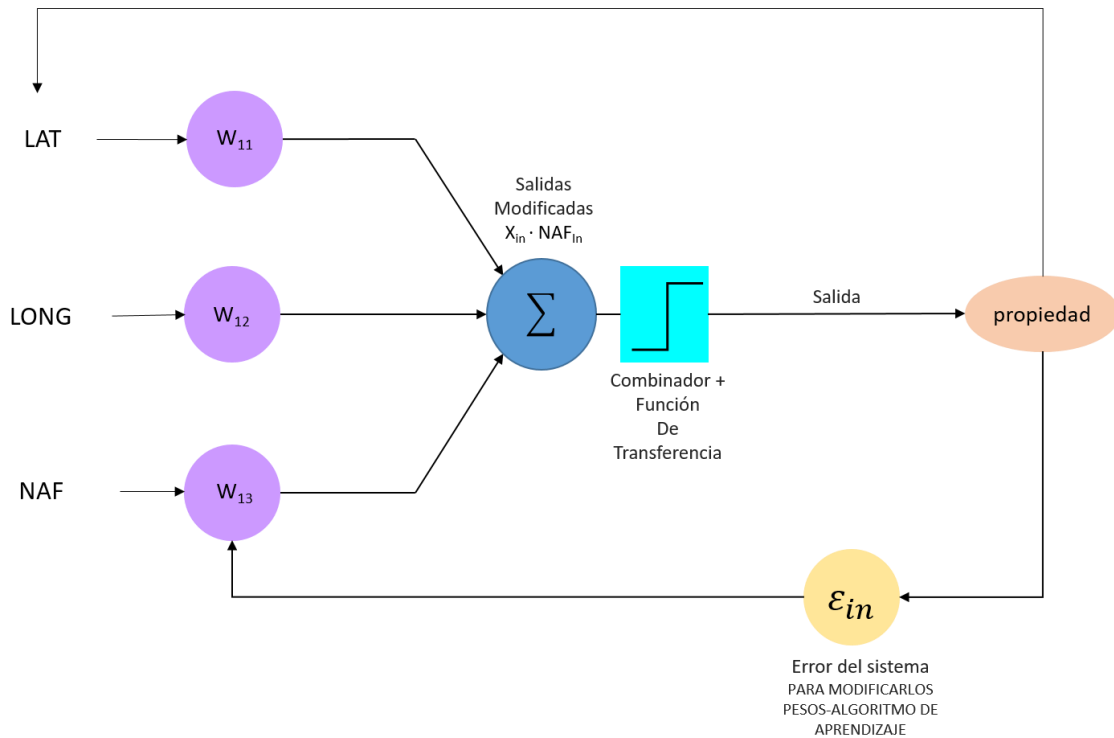 LAT
W11
Salidas
Modificadas
Xin · NAFIn
LONG
W12
∑
Salida
propiedad
Combinador +
Función
De
Transferencia
NAF
W13
εin
Error del sistema
PARA MODIFICARLOS
PESOS-ALGORITMO DE
APRENDIZAJE